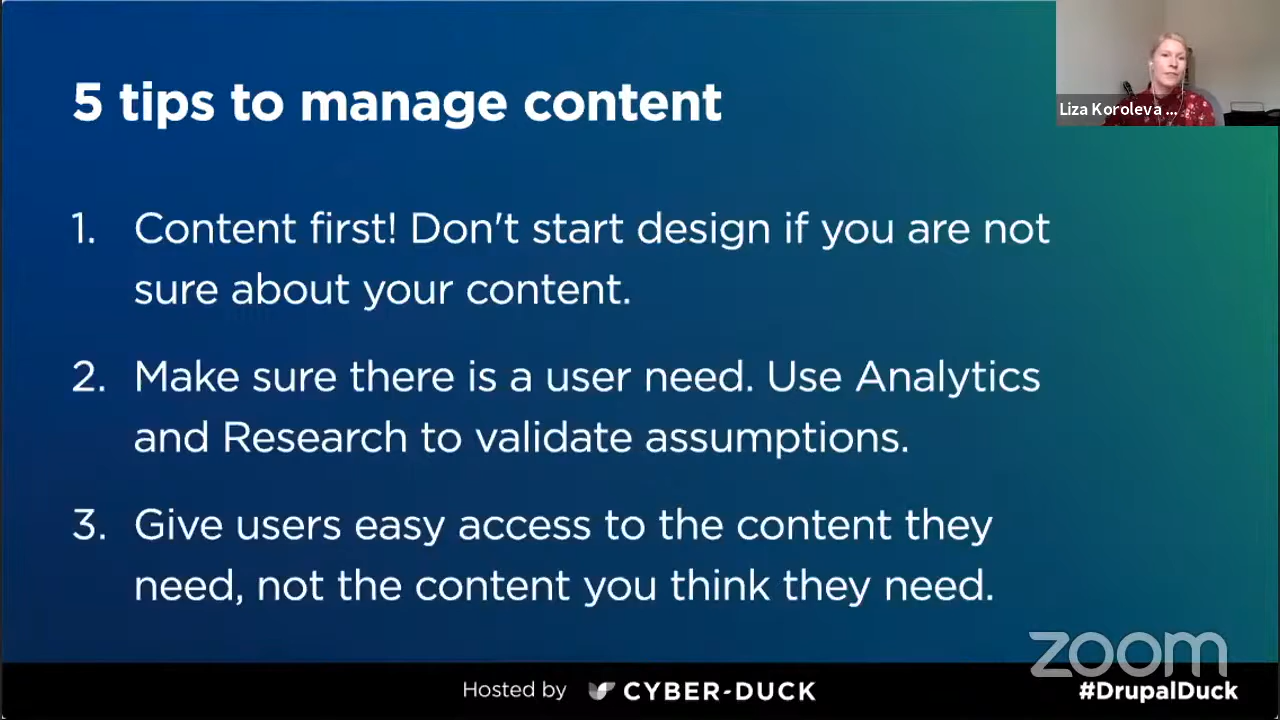 5 tips to manage content
Liza Koroleva ...
1. Content first! Don't start design if you are not
sure about your content.
2. Make sure there is a user need. Use Analytics
and Research to validate assumptions.
3. Give users easy access to the content they
need, not the content you think they need.
zoom
Hosted by CYBER-DUCK
#DrupalDuck